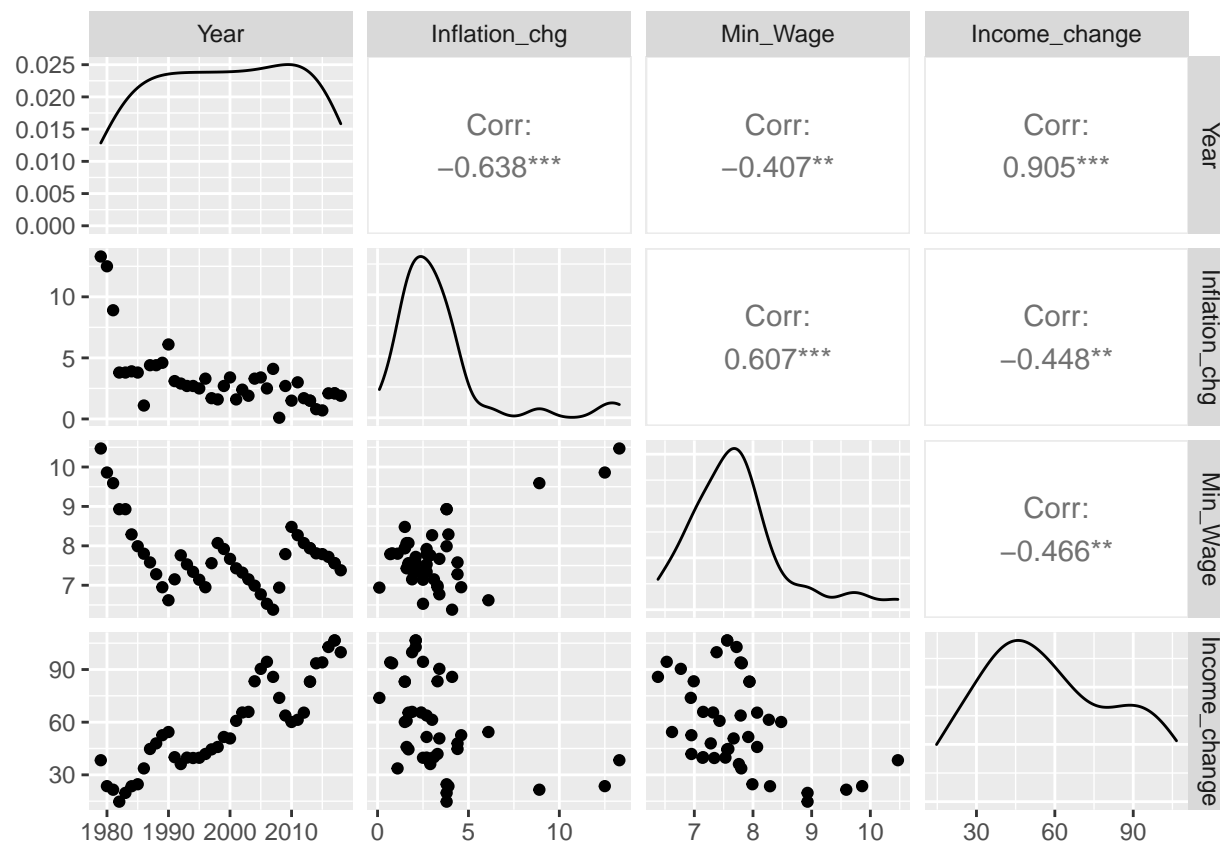 Year Inflation_chg Min_Wage Income_change
0.025
0.020
0.015
0.010
0.005
0.000
Corr:
−0.638***
Corr:
−0.407**
Corr:
0.905***
Year
10
5
0
Corr:
0.607***
Corr:
−0.448**
Inflation_chg
10
9
8
7
Corr:
−0.466**
Min_Wage
90
60
30
Income_change
1980 1990 2000 2010
0 5 10
7 8 9 10
30 60 90